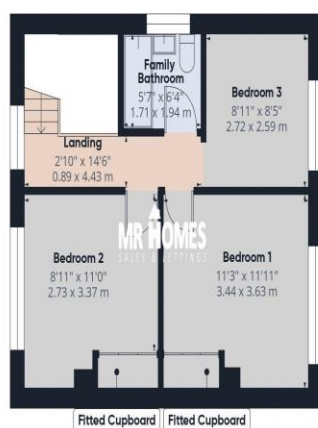 Family
Bathroom
5'7" x 6'4"
1.71 x 1.94 m
Bedroom 3
8'11" x 8'5"
2.72 x 2.59 m
Landing
2'10" x 14'6"
0.89 x 4.43 m
MR HOMES
SALES & LETTINGS
Bedroom 2
8'11" x 11'0"
2.73 x 3.37 m
Bedroom 1
11'3" x 11'11"
3.44 x 3.63 m
Fitted Cupboard
Fitted Cupboard